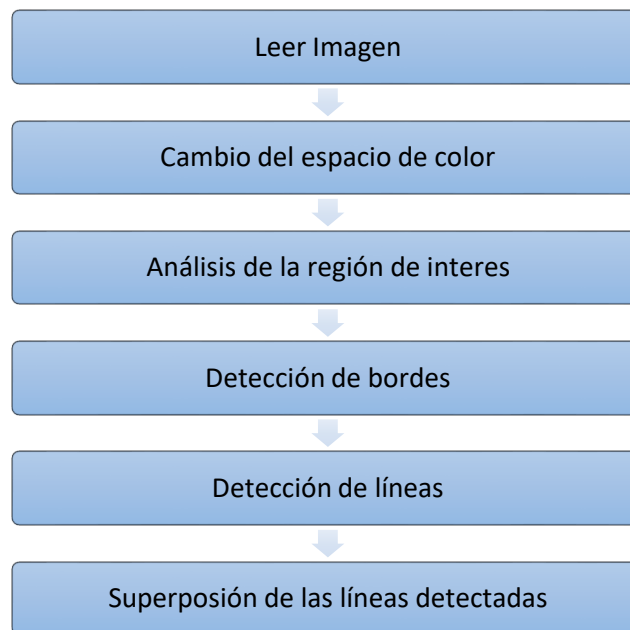 Leer Imagen
Cambio del espacio de color
Análisis de la región de interes
Detección de bordes
Detección de líneas
Superposión de las líneas detectadas